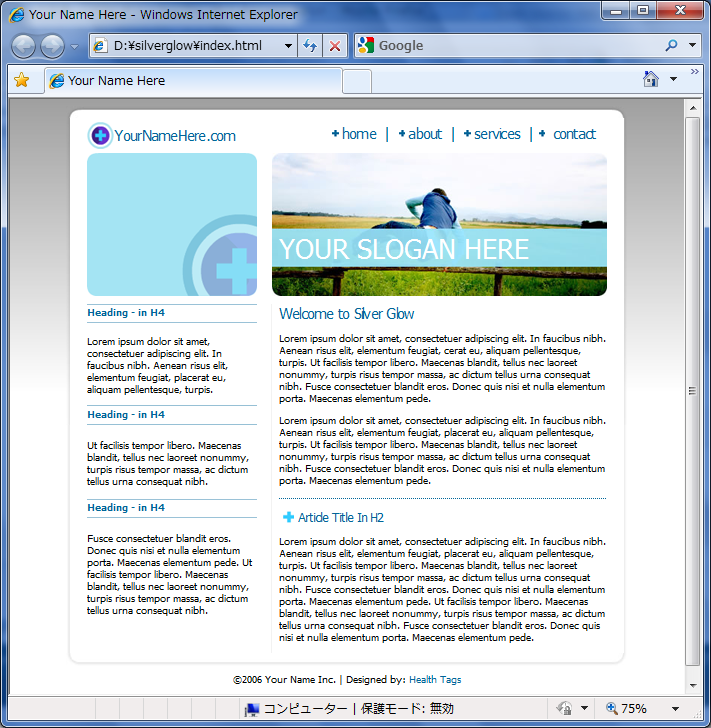 Your Name Here - Windows Internet Explorer
D:¥silverglow¥index.html
Google
Your Name Here
YourNameHere.com
home | about | services | contact
YOUR SLOGAN HERE
Heading - in H4
Lorem ipsum dolor sit amet,
consectetuer adipiscing elit. In
faucibus nibh. Aenean risus elit,
elementum feugiat, placerat eu,
aliquam pellentesque, turpis.
Heading - in H4
Ut facilisis tempor libero. Maecenas
blandit, tellus nec laoreet nonummy,
turpis risus tempor massa, ac dictum
tellus urna consequat nibh.
Heading - in H4
Fusce consectetuer blandit eros.
Donec quis nisi et nulla elementum
porta. Maecenas elementum pede. Ut
facilisis tempor libero. Maecenas
blandit, tellus nec laoreet nonummy,
turpis risus tempor massa, ac dictum
tellus urna consequat nibh.
Welcome to Silver Glow
Lorem ipsum dolor sit amet, consectetuer adipiscing elit. In faucibus nibh.
Aenean risus elit, elementum feugiat, cerat eu, aliquam pellentesque,
turpis. Ut facilisis tempor libero. Maecenas blandit, tellus nec laoreet
nonummy, turpis risus tempor massa, ac dictum tellus urna consequat
nibh. Fusce consectetuer blandit eros. Donec quis nisi et nulla elementum
porta. Maecenas elementum pede.
Lorem ipsum dolor sit amet, consectetuer adipiscing elit. In faucibus nibh.
Aenean risus elit, elementum feugiat, placerat eu, aliquam pellentesque,
turpis. Ut facilisis tempor libero. Maecenas blandit, tellus nec laoreet
nonummy, turpis risus tempor massa, ac dictum tellus urna consequat
nibh. Fusce consectetuer blandit eros. Donec quis nisi et nulla elementum
porta. Maecenas elementum pede.
Article Title In H2
Lorem ipsum dolor sit amet, consectetuer adipiscing elit. In faucibus nibh.
Aenean risus elit, elementum feugiat, placerat eu, aliquam pellentesque,
turpis. Ut facilisis tempor libero. Maecenas blandit, tellus nec laoreet
nonummy, turpis risus tempor massa, ac dictum tellus urna consequat
nibh. Fusce consectetuer blandit eros. Donec quis nisi et nulla elementum
porta. Maecenas elementum pede. Ut facilisis tempor libero. Maecenas
blandit, tellus nec laoreet nonummy, turpis risus tempor massa, ac dictum
tellus urna consequat nibh. Fusce consectetuer blandit eros. Donec quis
nisi et nulla elementum porta. Maecenas elementum pede.
©2006 Your Name Inc. | Designed by: Health Tags
コンピューター | 保護モード: 無効
75%